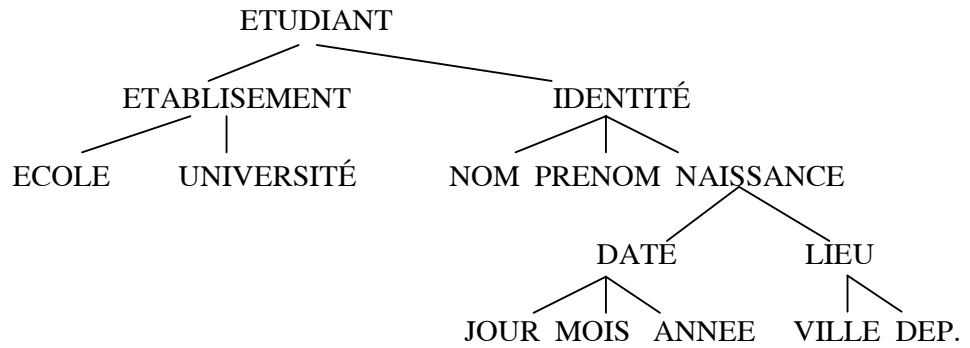 ETUDIANT
ETABLISEMENT IDENTITÉ
ECOLE UNIVERSITÉ NOM PRENOM NAISSANCE
DATE LIEU
JOUR MOIS ANNEE VILLE DEP.